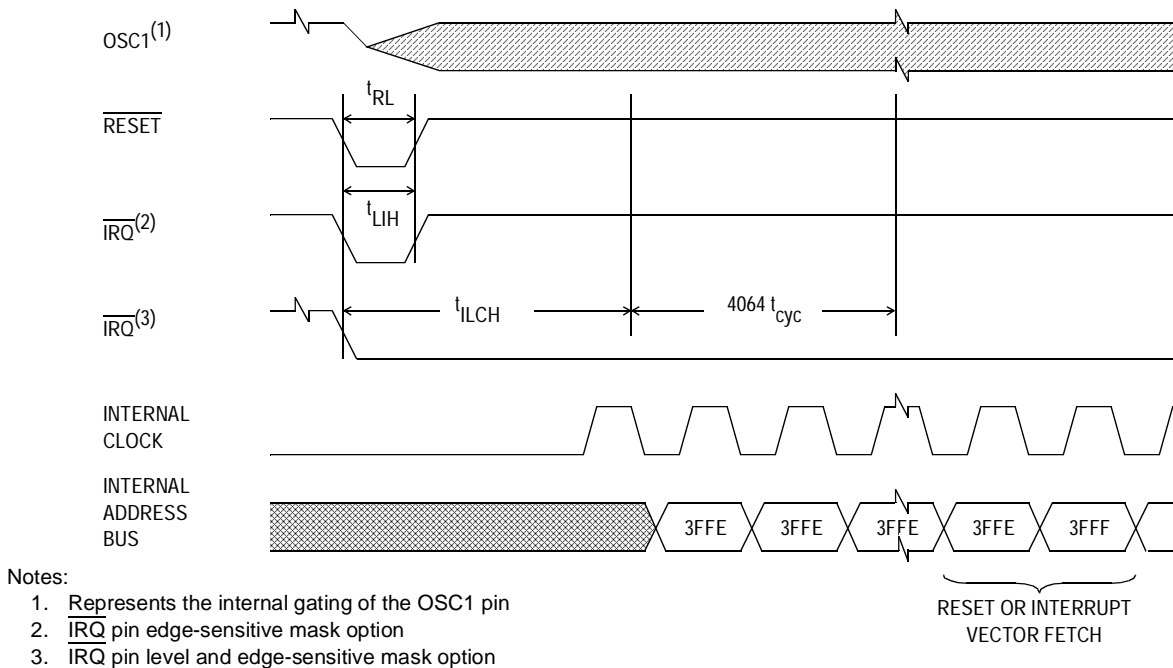 OSC1(1)
tRL
RESET
tLIH
IRQ(2)
tILCH
4064 tcyc
IRQ(3)
INTERNAL
CLOCK
INTERNAL
ADDRESS
BUS
3FFE 3FFE 3FFE 3FFE 3FFF
RESET OR INTERRUPT
VECTOR FETCH
Notes:
1. Represents the internal gating of the OSC1 pin
2. IRQ pin edge-sensitive mask option
3. IRQ pin level and edge-sensitive mask option